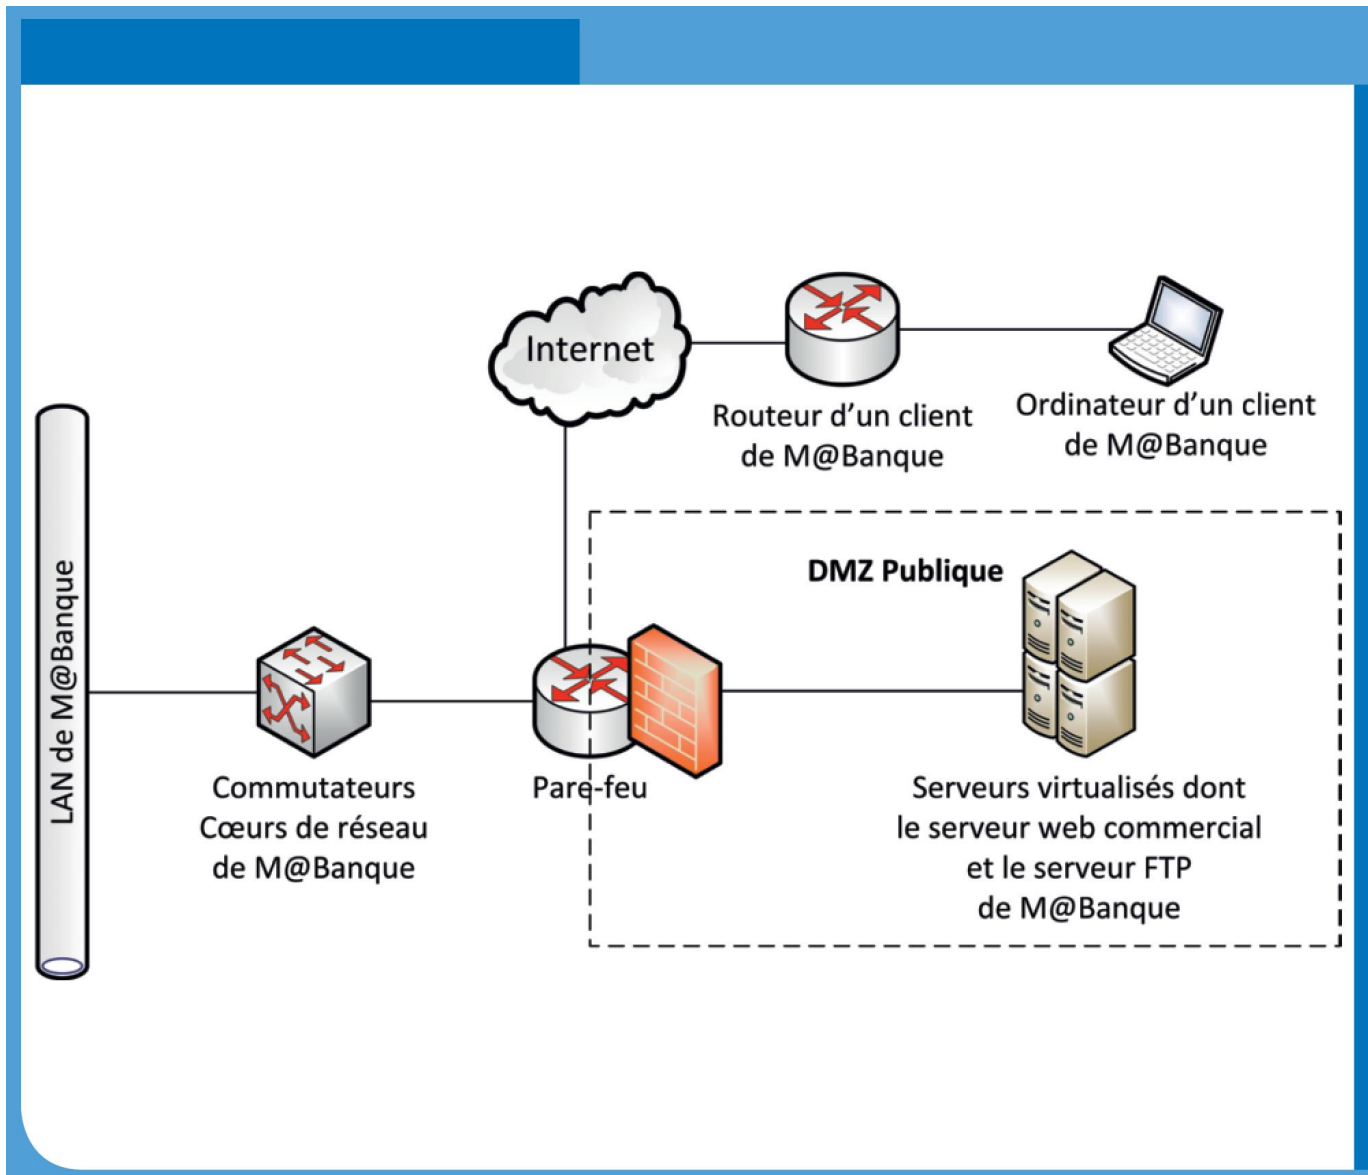 Internet
Routeur d’un client
de M@Banque
Ordinateur d’un client
de M@Banque
LAN de M@Banque
DMZ Publique
Commutateurs
Cœurs de réseau
de M@Banque
Pare-feu
Serveurs virtualisés dont
le serveur web commercial
et le serveur FTP
de M@Banque